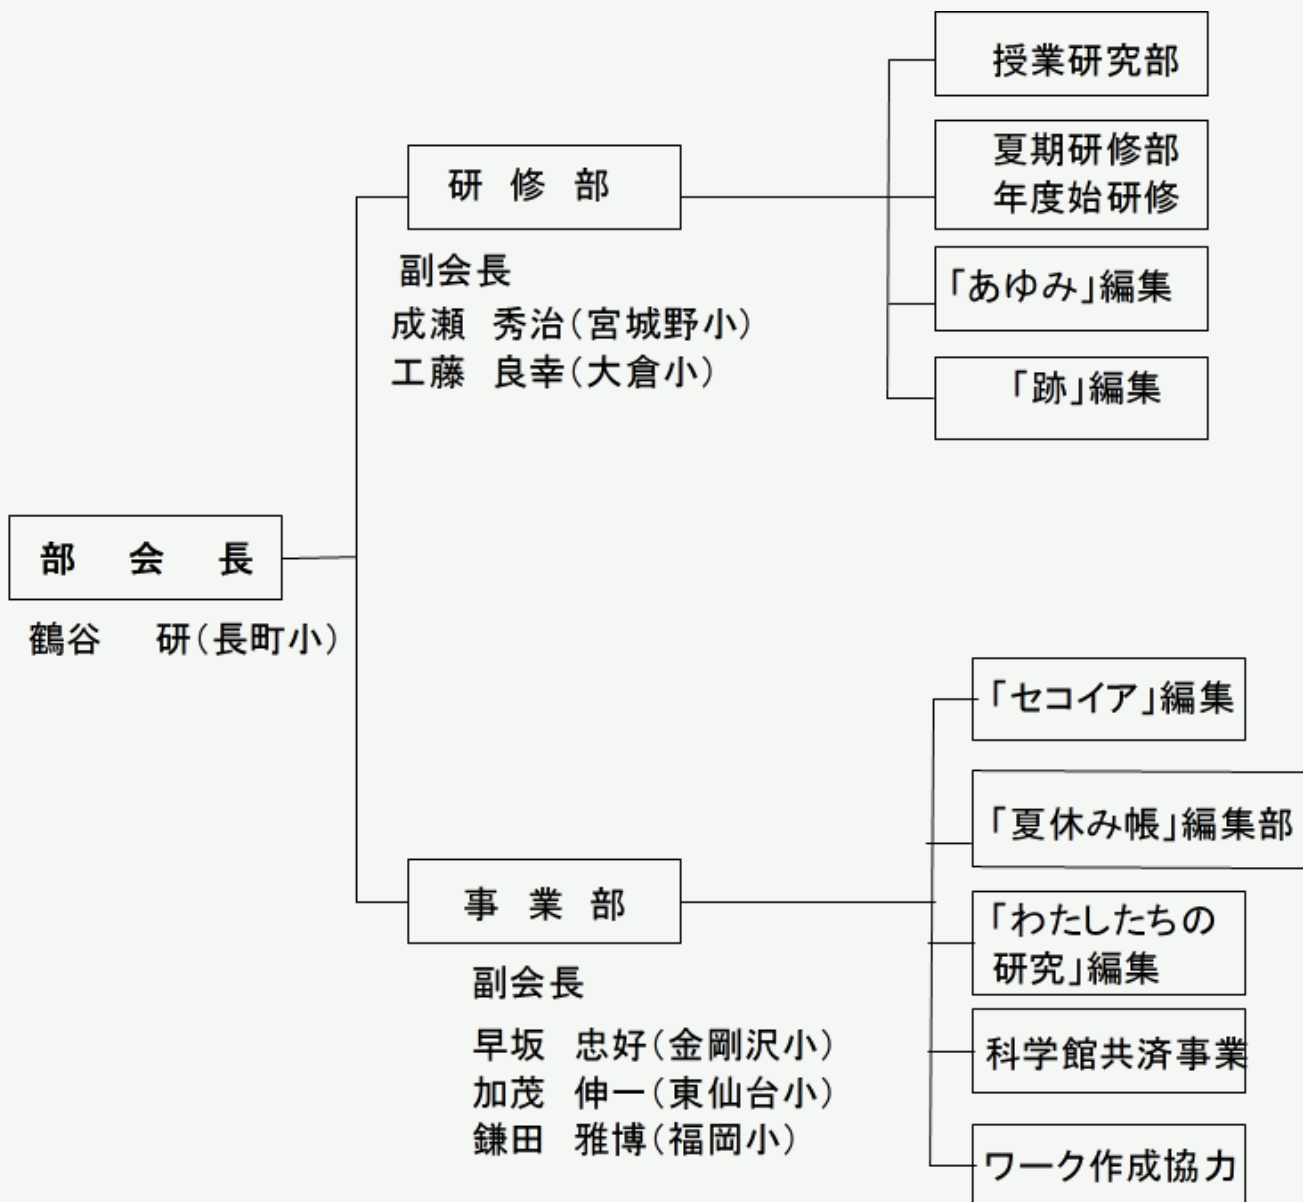 授業研究部
夏期研修部
年度始研修
「あゆみ」編集
「跡」編集
研修部
副会長
成瀬 秀治(宮城野小)
工藤 良幸(大倉小)
部会長
鶴谷 研(長町小)
「セコイア」編集
「夏休み帳」編集部
「わたしたちの
研究」編集
科学館共済事業
ワーク作成協力
事業部
副会長
早坂 忠好(金剛沢小)
加茂 伸一(東仙台小)
鎌田 雅博(福岡小)